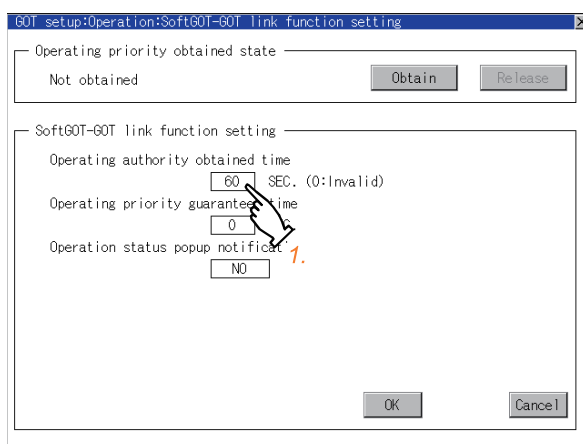 GOT setup:Operation:SoftGOT-GOT link function setting
Operating priority obtained state
Not obtained
Obtain
Release
SoftGOT-GOT link function setting
Operating authority obtained time
60 SEC. (0:Invalid)
Operating priority guarantee time
0
Operation status popup
1.
NO
OK
Cancel